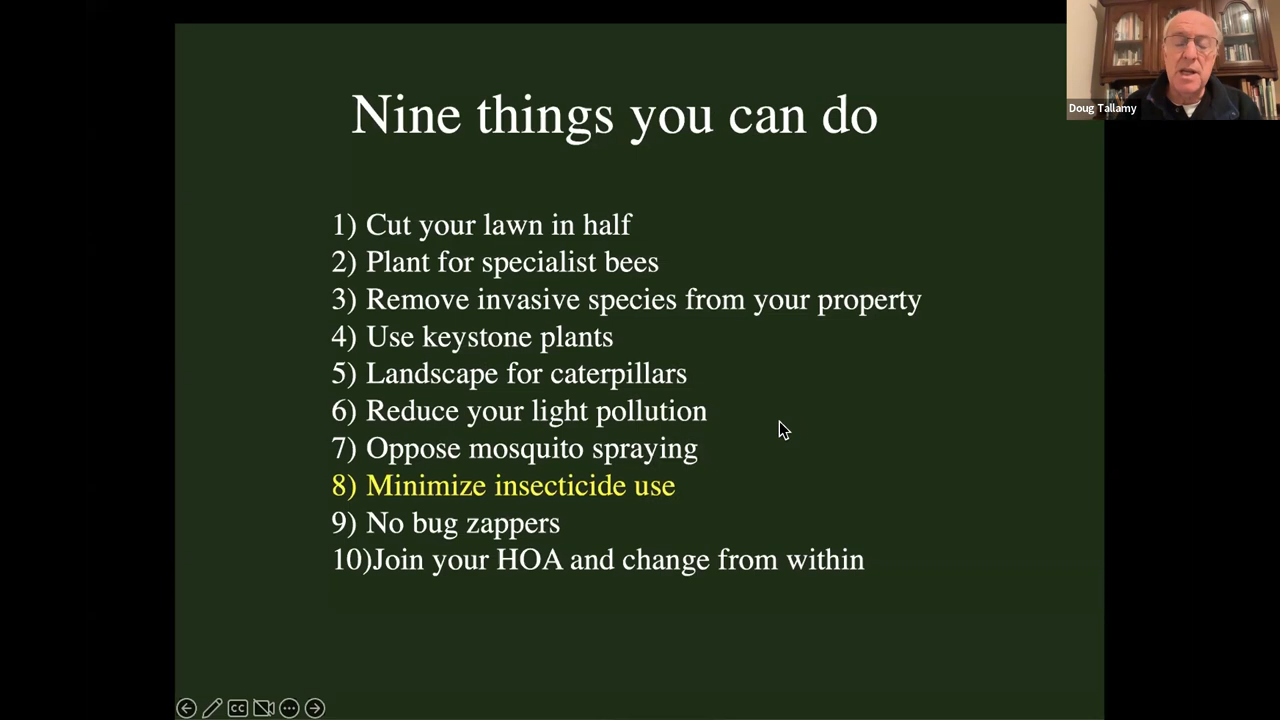 Nine things you can do
Doug Tallamy
1) Cut your lawn in half
2) Plant for specialist bees
3) Remove invasive species from your property
4) Use keystone plants
5) Landscape for caterpillars
6) Reduce your light pollution
7) Oppose mosquito spraying
8) Minimize insecticide use
9) No bug zappers
10)Join your HOA and change from within
CC